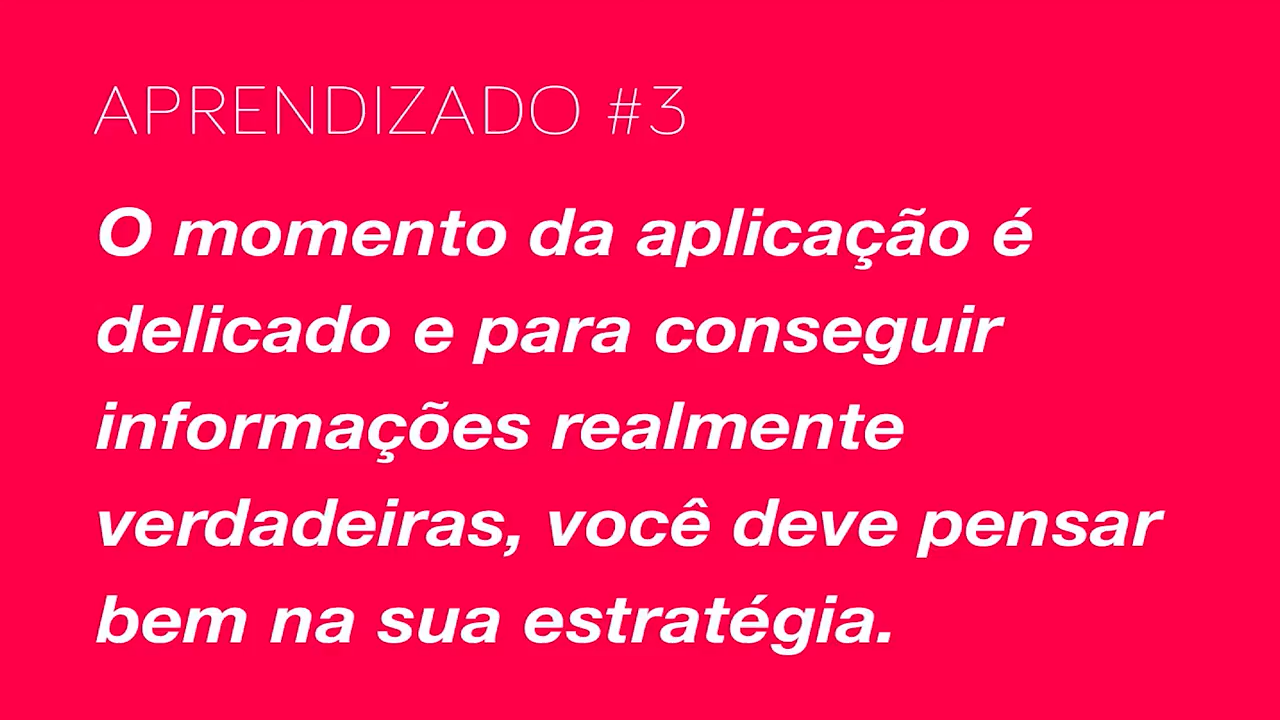 APRENDIZADO #3
O momento da aplicação é
delicado e para conseguir
informações realmente
verdadeiras, você deve pensar
bem na sua estratégia.